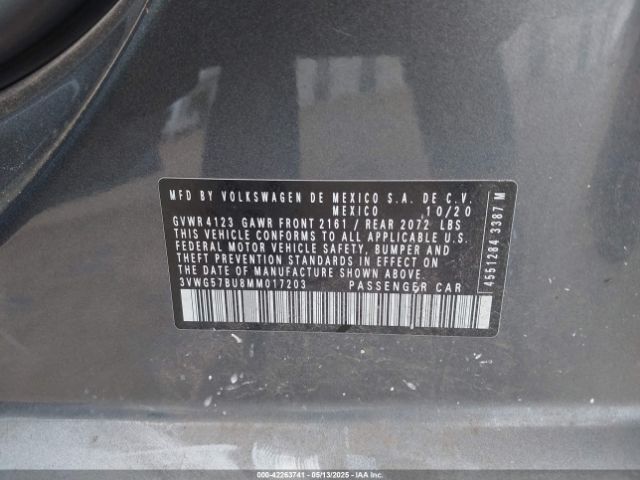 MFD BY VOLKSWAGEN DE MEXICO S.A. DE C.V.
MEXICO 10/20
GVWR 4123 GAWR FRONT 2161 / REAR 2072 LBS
THIS VEHICLE CONFORMS TO ALL APPLICABLE U.S.
FEDERAL MOTOR VEHICLE SAFETY, BUMPER AND
THEFT PREVENTION STANDARDS IN EFFECT ON
THE DATE OF MANUFACTURE SHOWN ABOVE.
3VWG57BU8MM017203 PASSENGER CAR
4551284 3387 M
000-42263741 - 05/13/2025 - IAAI.COM